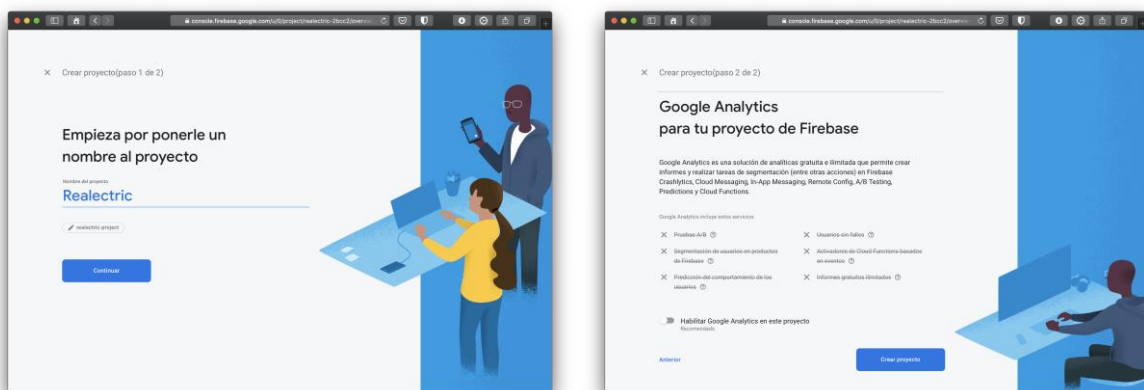 console.firebase.google.com/u/0/project/realectric-2bcc2/overvie
Crear proyecto(paso 1 de 2)
Empieza por ponerle un
nombre al proyecto
Nombre del proyecto
Realectric
realectric project
Continuar
console.firebase.google.com/u/0/project/realectric-2bcc2/overvie
Crear proyecto(paso 2 de 2)
Google Analytics
para tu proyecto de Firebase
Google Analytics es una solución de analíticas gratuita e ilimitada que permite crear
informes y realizar tareas de segmentación (entre otras acciones) en Firebase
Crashlytics, Cloud Messaging, In-App Messaging, Remote Config, A/B Testing,
Predictions y Cloud Functions.
Google Analytics incluye estos servicios:
Pruebas A/B
Usuarios sin fallos
Segmentación de usuarios en productos
de Firebase
Activadores de Cloud Functions basados
en eventos
Predicción del comportamiento de los
usuarios
Informes gratuitos ilimitados
Habilitar Google Analytics en este proyecto
Recomendado
Anterior
Crear proyecto